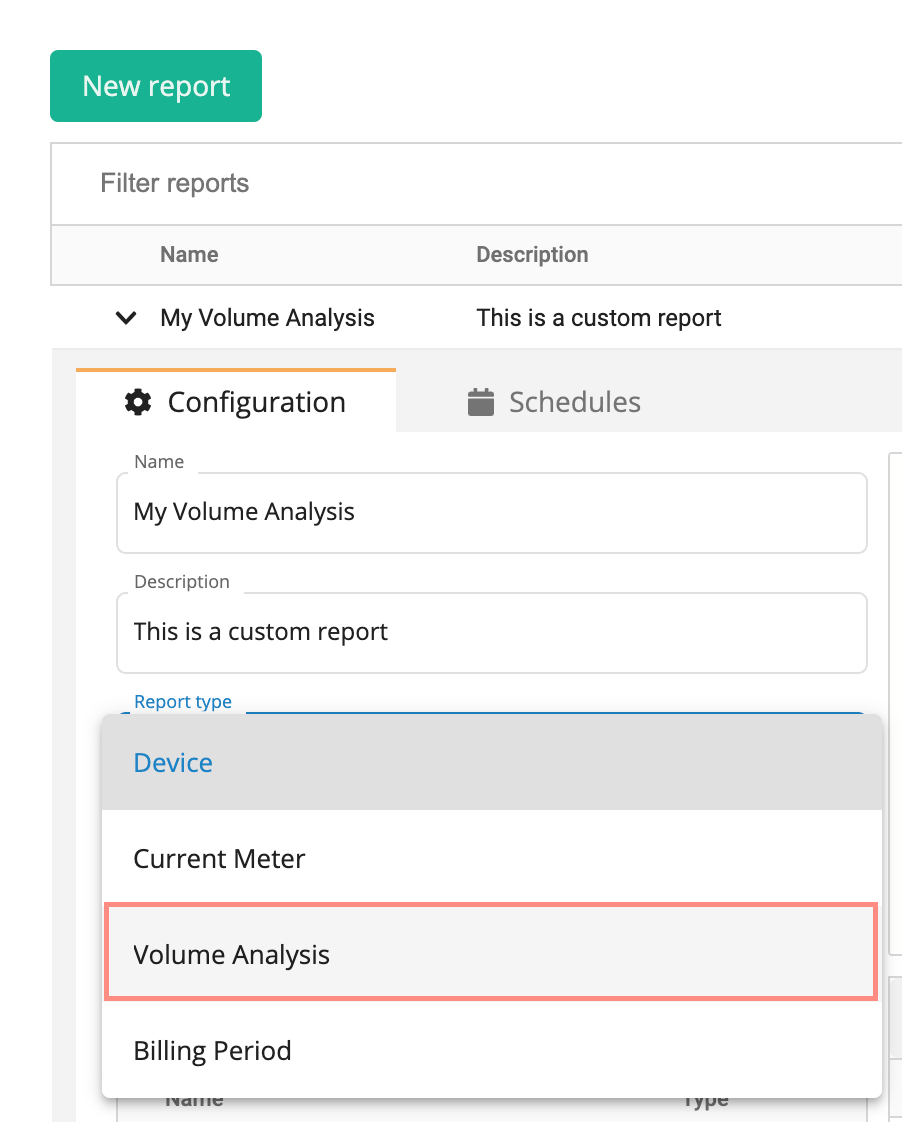 New report
Filter reports
Name Description
My Volume Analysis This is a custom report
Configuration Schedules
Name
My Volume Analysis
Description
This is a custom report
Report type
Device
Current Meter
Volume Analysis
Billing Period
Name Type